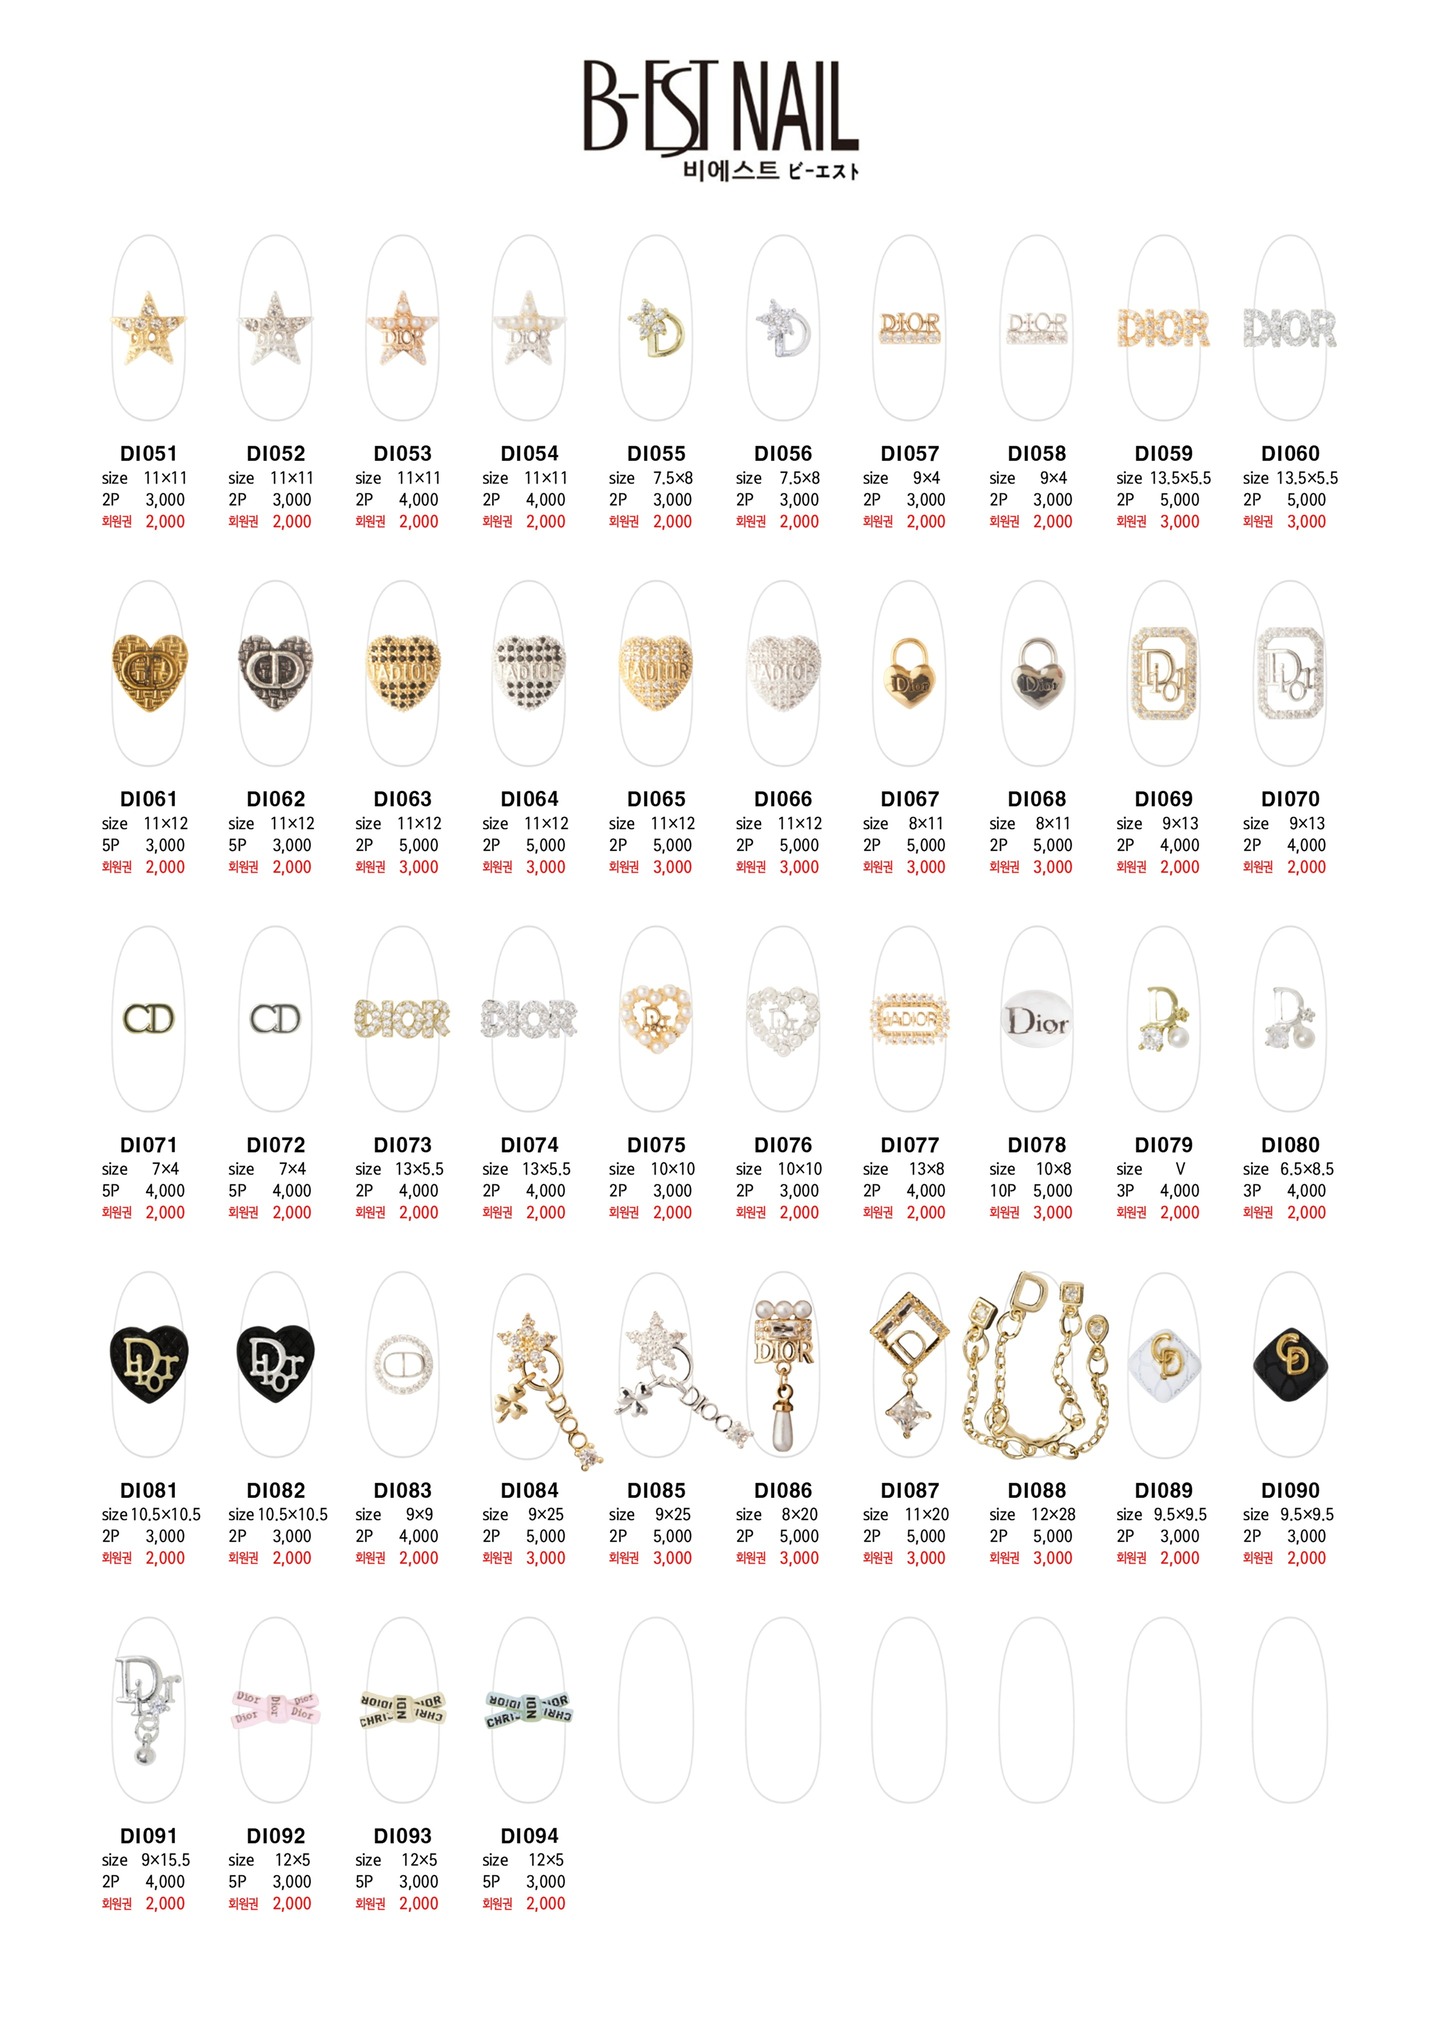 B-EST NAIL
비에스트 ビーエスト
DI051 DI052 DI053 DI054 DI055 DI056 DI057 DI058 DI059 DI060
size 11×11 size 11×11 size 11×11 size 11×11 size 7.5×8 size 7.5×8 size 9×4 size 9×4 size 13.5×5.5 size 13.5×5.5
2P 3,000 2P 3,000 2P 4,000 2P 4,000 2P 3,000 2P 3,000 2P 3,000 2P 3,000 2P 5,000 2P 5,000
회원권 2,000 회원권 2,000 회원권 2,000 회원권 2,000 회원권 2,000 회원권 2,000 회원권 2,000 회원권 2,000 회원권 3,000 회원권 3,000
DI061 DI062 DI063 DI064 DI065 DI066 DI067 DI068 DI069 DI070
size 11×12 size 11×12 size 11×12 size 11×12 size 11×12 size 11×12 size 8×11 size 8×11 size 9×13 size 9×13
5P 3,000 5P 3,000 2P 5,000 2P 5,000 2P 5,000 2P 5,000 2P 5,000 2P 5,000 2P 4,000 2P 4,000
회원권 2,000 회원권 2,000 회원권 3,000 회원권 3,000 회원권 3,000 회원권 3,000 회원권 3,000 회원권 3,000 회원권 2,000 회원권 2,000
DI071 DI072 DI073 DI074 DI075 DI076 DI077 DI078 DI079 DI080
size 7×4 size 7×4 size 13×5.5 size 13×5.5 size 10×10 size 10×10 size 13×8 size 10×8 size V size 6.5×8.5
5P 4,000 5P 4,000 2P 4,000 2P 4,000 2P 3,000 2P 3,000 2P 4,000 10P 5,000 3P 4,000 3P 4,000
회원권 2,000 회원권 2,000 회원권 2,000 회원권 2,000 회원권 2,000 회원권 2,000 회원권 2,000 회원권 3,000 회원권 2,000 회원권 2,000
DI081 DI082 DI083 DI084 DI085 DI086 DI087 DI088 DI089 DI090
size 10.5×10.5 size 10.5×10.5 size 9×9 size 9×25 size 9×25 size 8×20 size 11×20 size 12×28 size 9.5×9.5 size 9.5×9.5
2P 3,000 2P 3,000 2P 4,000 2P 5,000 2P 5,000 2P 5,000 2P 5,000 2P 5,000 2P 3,000 2P 3,000
회원권 2,000 회원권 2,000 회원권 2,000 회원권 3,000 회원권 3,000 회원권 3,000 회원권 3,000 회원권 3,000 회원권 2,000 회원권 2,000
DI091 DI092 DI093 DI094
size 9×15.5 size 12×5 size 12×5 size 12×5
2P 4,000 5P 3,000 5P 3,000 5P 3,000
회원권 2,000 회원권 2,000 회원권 2,000 회원권 2,000